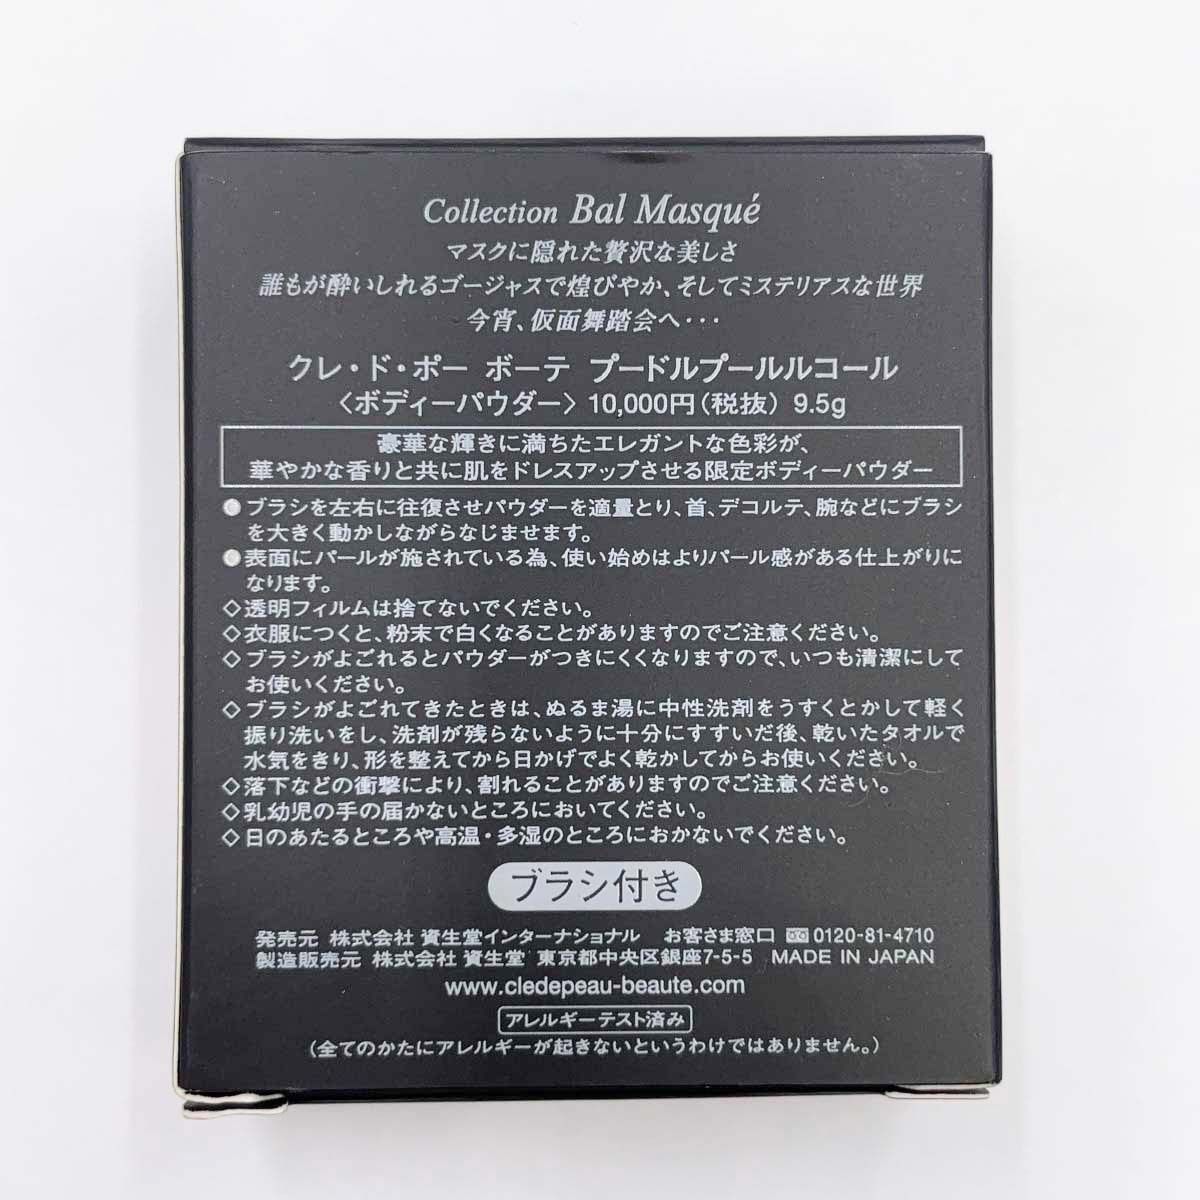 Collection Bal Masqué
マスクに隠れた贅沢な美しさ
誰もが酔いしれるゴージャスで煌びやか、そしてミステリアスな世界
今宵、仮面舞踏会へ・・・
クレ・ド・ポー ボーテ プードルプールルコール
〈ボディーパウダー〉10,000円(税抜) 9.5g
豪華な輝きに満ちたエレガントな色彩が、
華やかな香りと共に肌をドレスアップさせる限定ボディーパウダー
●ブラシを左右に往復させパウダーを適量とり、首、デコルテ、腕などにブラシ
を大きく動かしながらなじませます。
●表面にパールが施されている為、使い始めはよりパール感がある仕上がりに
なります。
◇透明フィルムは捨てないでください。
◇衣服につくと、粉末で白くなることがありますのでご注意ください。
◇ブラシがよごれるとパウダーがつきにくくなりますので、いつも清潔にして
お使いください。
◇ブラシがよごれてきたときは、ぬるま湯に中性洗剤をうすくとかして軽く
振り洗いをし、洗剤が残らないように十分にすすいだ後、乾いたタオルで
水気をきり、形を整えてから日かげでよく乾かしてからお使いください。
◇落下などの衝撃により、割れることがありますのでご注意ください。
◇乳幼児の手の届かないところにおいてください。
◇日のあたるところや高温・多湿のところにおかないでください。
ブラシ付き
発売元 株式会社 資生堂インターナショナル お客さま窓口 0120-81-4710
製造販売元 株式会社 資生堂 東京都中央区銀座7-5-5 MADE IN JAPAN
www.cledepeau-beaute.com
アレルギーテスト済み
(全てのかたにアレルギーが起きないというわけではありません。)